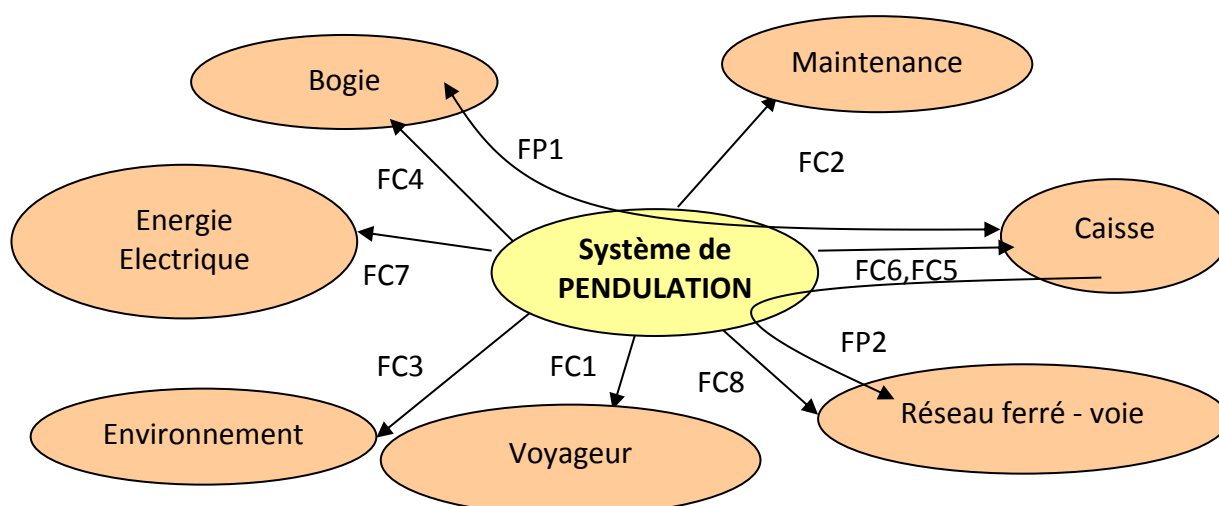 Maintenance
Bogie
FP1
FC2
FC4
Energie
Electrique
Caisse
Système de
PENDULATION
FC7
FC6,FC5
FP2
FC3
FC1
FC8
Réseau ferré - voie
Environnement
Voyageur